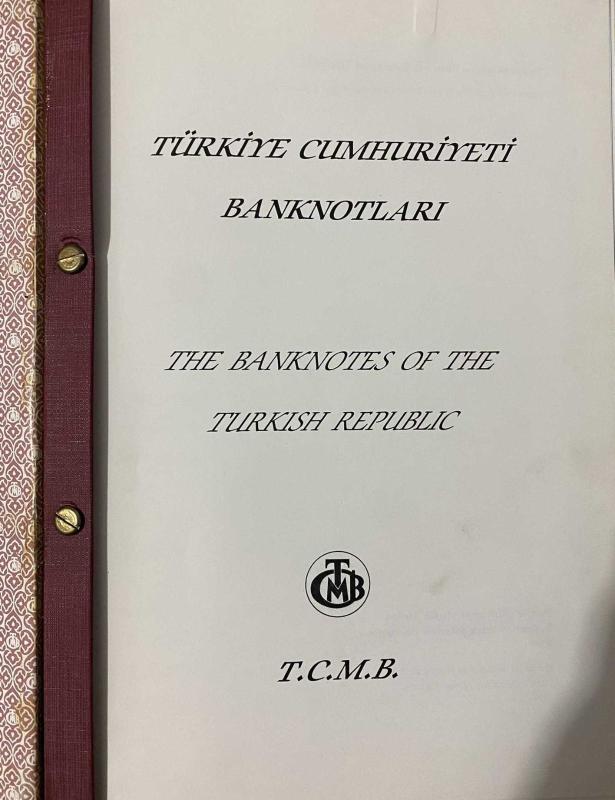 TÜRKİYE CUMHURİYETİ
BANKNOTLARI
THE BANKNOTES OF THE
TURKISH REPUBLIC
TCMB
T.C.M.B.